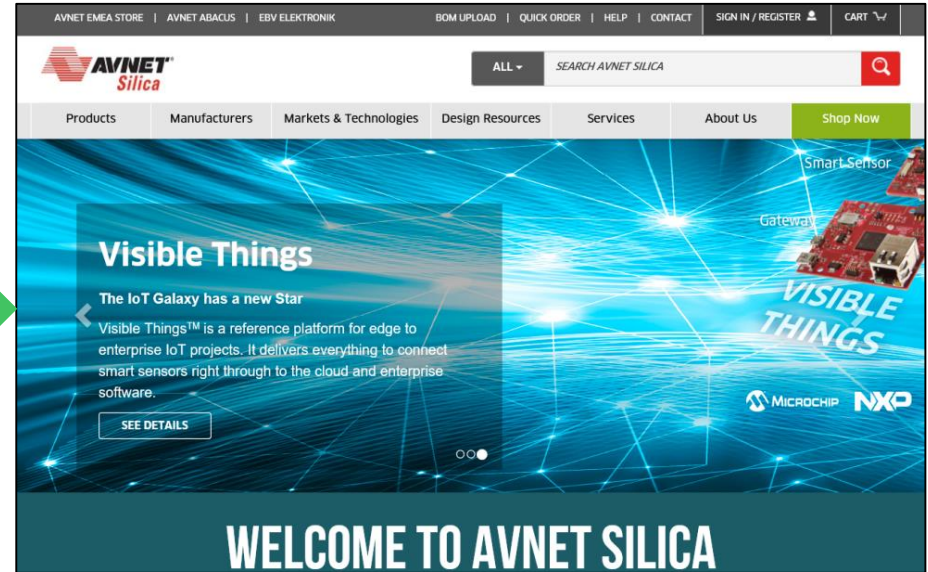 AVNET EMEA STORE | AVNET ABACUS | EBV ELEKTRONIK BOM UPLOAD | QUICK ORDER | HELP | CONTACT SIGN IN / REGISTER CART
AVNET
Silica
ALL SEARCH AVNET SILICA
Products Manufacturers Markets & Technologies Design Resources Services About Us Shop Now
Smart Sensor
Gateway
Visible Things
The IoT Galaxy has a new Star
Visible Things™ is a reference platform for edge to
enterprise IoT projects. It delivers everything to connect
smart sensors right through to the cloud and enterprise
software.
SEE DETAILS
VISIBLE
THINGS
MICROCHIP NXP
WELCOME TO AVNET SILICA